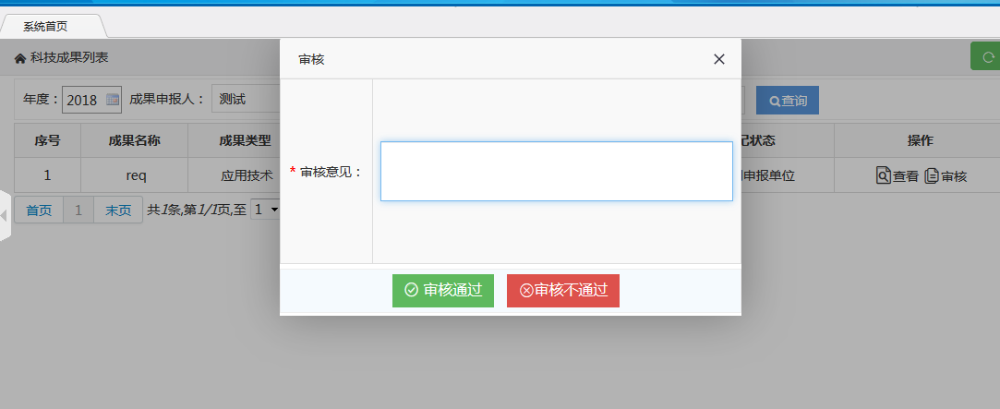 系统首页
科技成果列表
审核
年度：2018 成果申报人：测试
查询
序号 成果名称 成果类型 状态 操作
1 req 应用技术 申报单位 查看 审核
* 审核意见：
首页 1 末页 共1条,第1/1页,至 1
审核通过 审核不通过